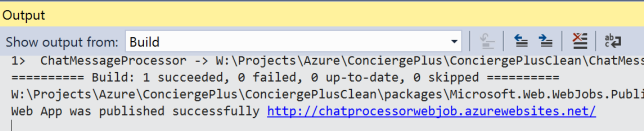 Output
Show output from: Build
1>  ChatMessageProcessor -> W:\Projects\Azure\ConciergePlus\ConciergePlusClean\ChatMess
========== Build: 1 succeeded, 0 failed, 0 up-to-date, 0 skipped ==========
W:\Projects\Azure\ConciergePlus\ConciergePlusClean\packages\Microsoft.Web.WebJobs.Publi
Web App was published successfully http://chatprocessorwebjob.azurewebsites.net/